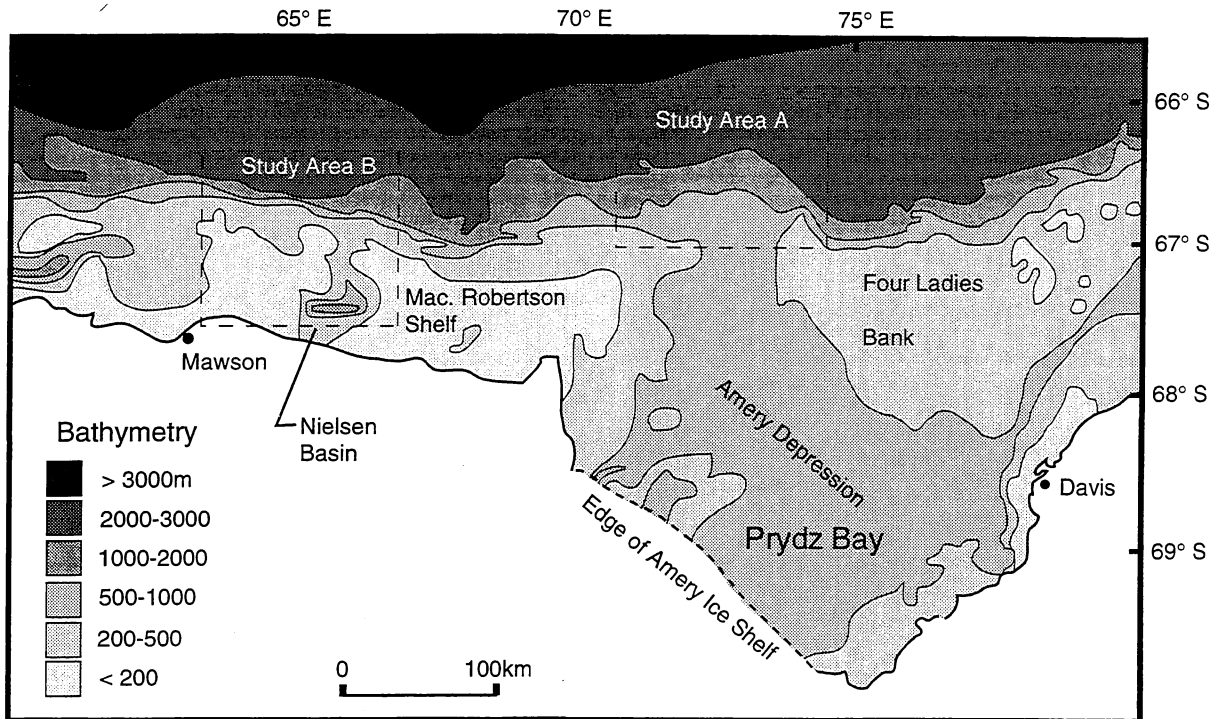 65° E
70° E
75° E
66° S
Study Area A
Study Area B
67° S
Four Ladies
Bank
Mac. Robertson
Shelf
Mawson
68° S
Amery Depression
Nielsen
Basin
Davis
Prydz Bay
69° S
Edge of Amery Ice Shelf
Bathymetry
> 3000m
2000-3000
1000-2000
500-1000
200-500
< 200
0
100km